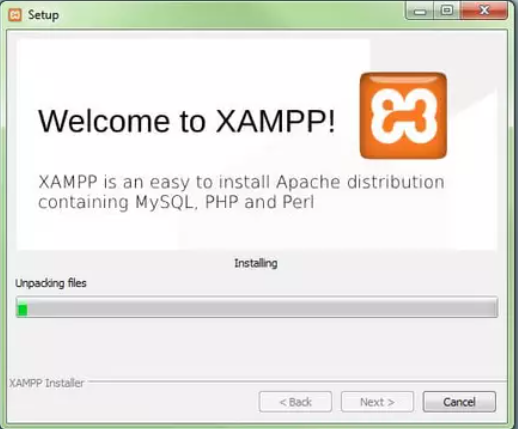 Setup
Welcome to XAMPP!
XAMPP is an easy to install Apache distribution
containing MySQL, PHP and Perl
Installing
Unpacking files
XAMPP Installer
< Back
Next >
Cancel